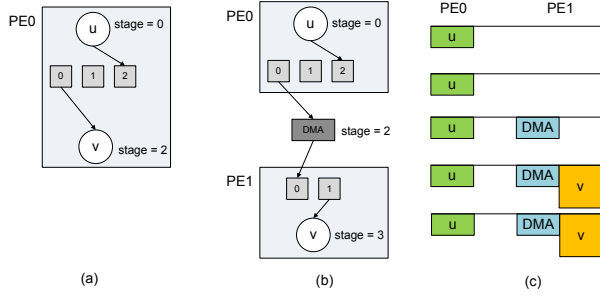 PE0
u
stage = 0
0
1
2
v
stage = 2
(a)
PE0
u
stage = 0
0
1
2
DMA
stage = 2
PE1
0
1
v
stage = 3
(b)
PE0 PE1
u
u
u DMA
u DMA v
u DMA v
(c)